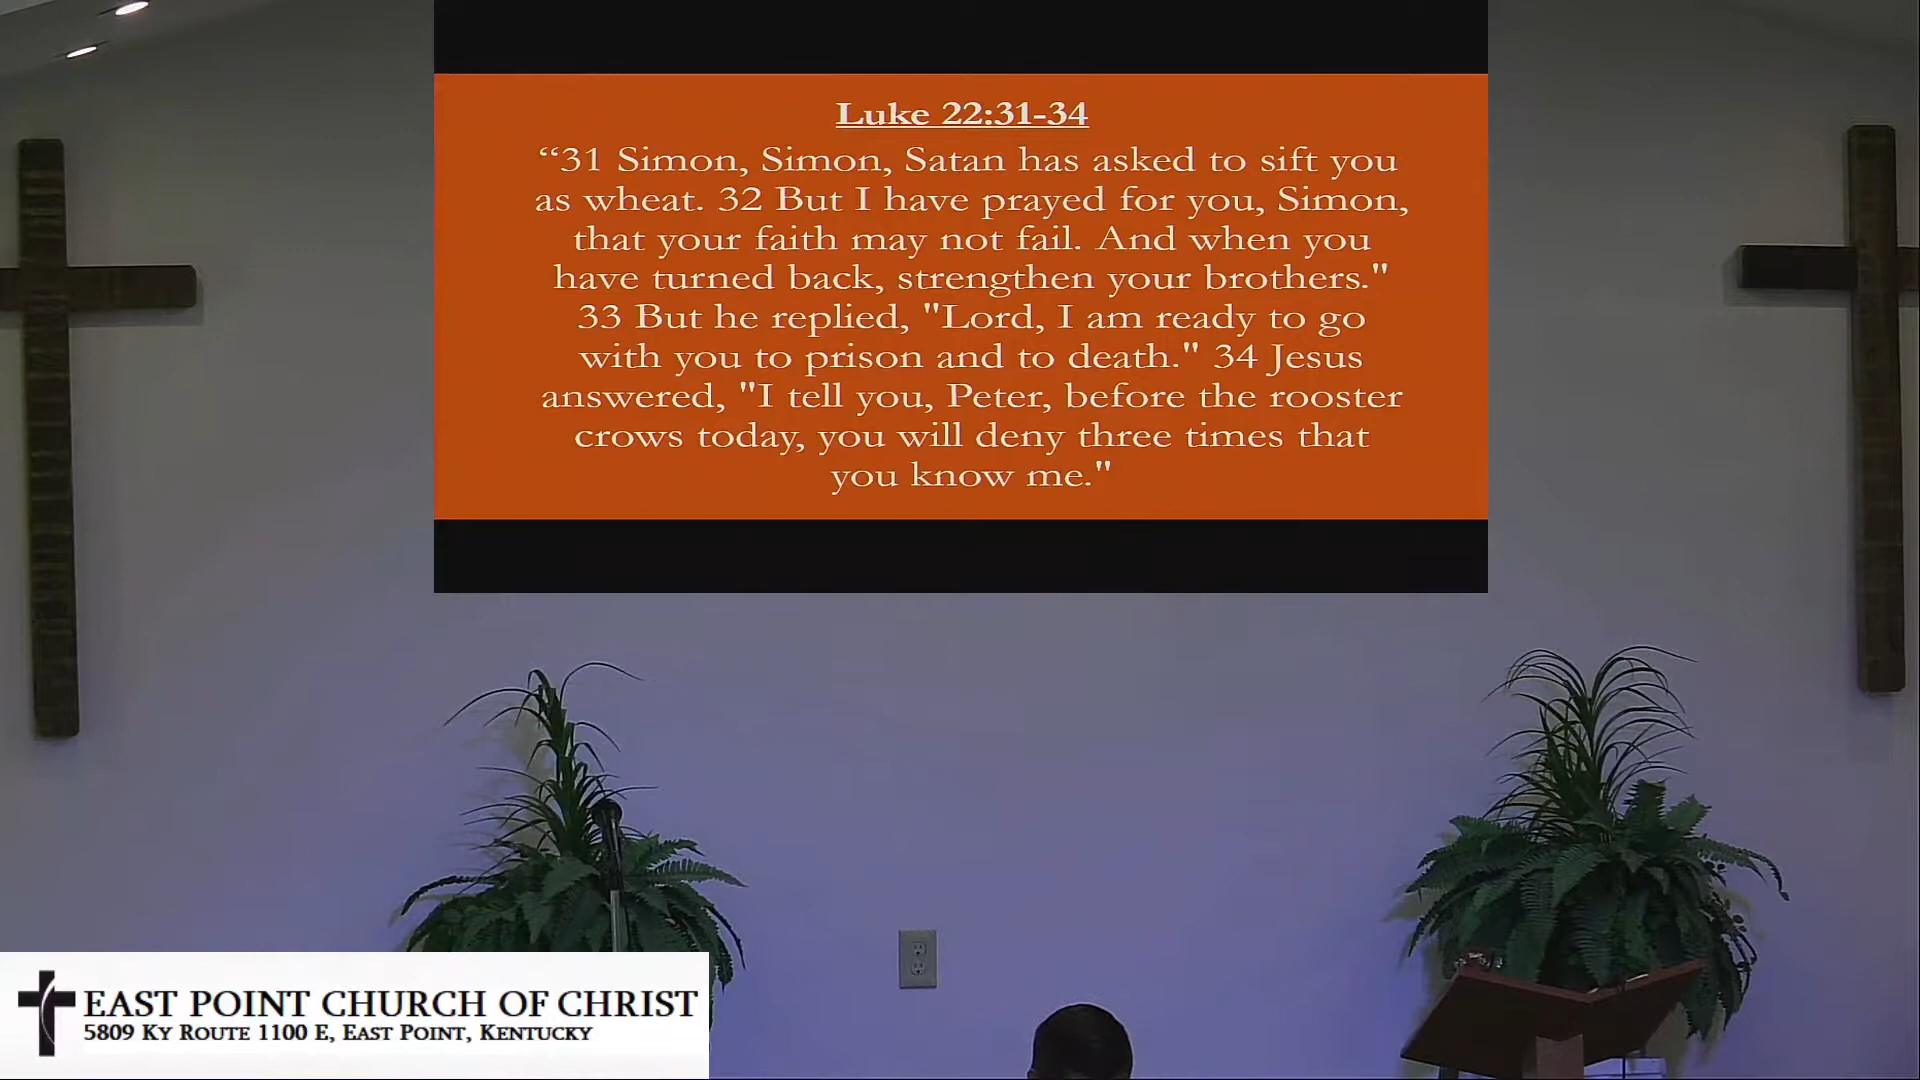 Luke 22:31-34
“31 Simon, Simon, Satan has asked to sift you
as wheat. 32 But I have prayed for you, Simon,
that your faith may not fail. And when you
have turned back, strengthen your brothers."
33 But he replied, "Lord, I am ready to go
with you to prison and to death." 34 Jesus
answered, "I tell you, Peter, before the rooster
crows today, you will deny three times that
you know me."
EAST POINT CHURCH OF CHRIST
5809 KY ROUTE 1100 E, EAST POINT, KENTUCKY